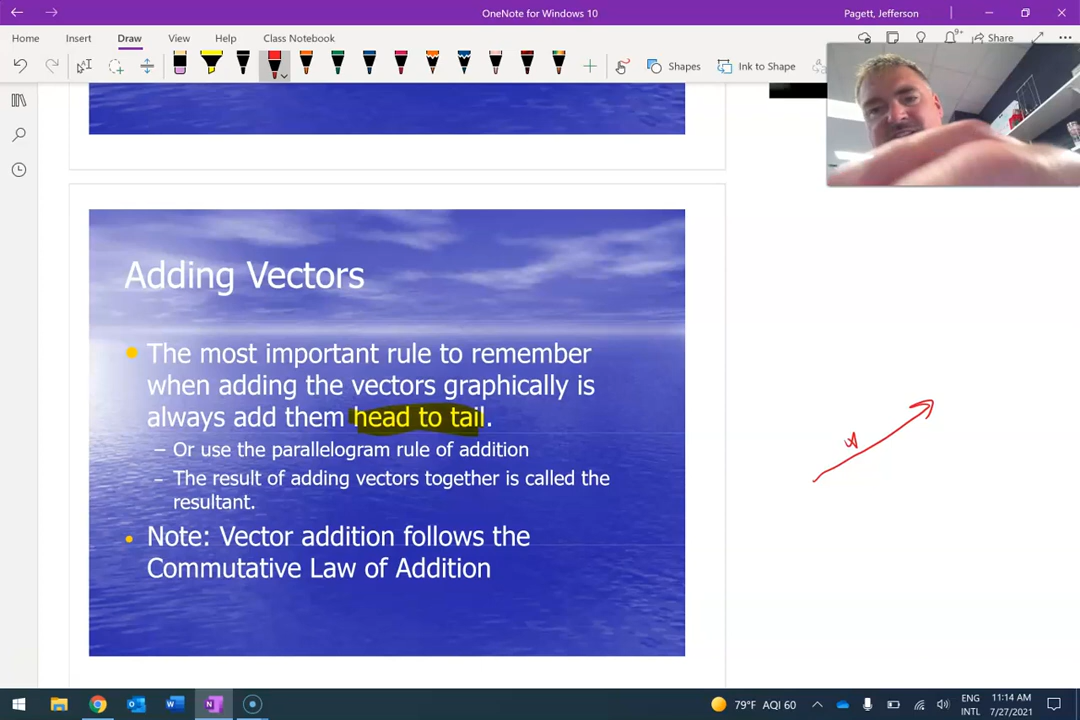 OneNote for Windows 10
Pagett, Jefferson
Home Insert Draw View Help Class Notebook
9+
Share
Shapes
Ink to Shape
Adding Vectors
The most important rule to remember
when adding the vectors graphically is
always add them head to tail.
– Or use the parallelogram rule of addition
– The result of adding vectors together is called the
resultant.
Note: Vector addition follows the
Commutative Law of Addition
79°F AQI 60
ENG
INTL
11:14 AM
7/27/2021